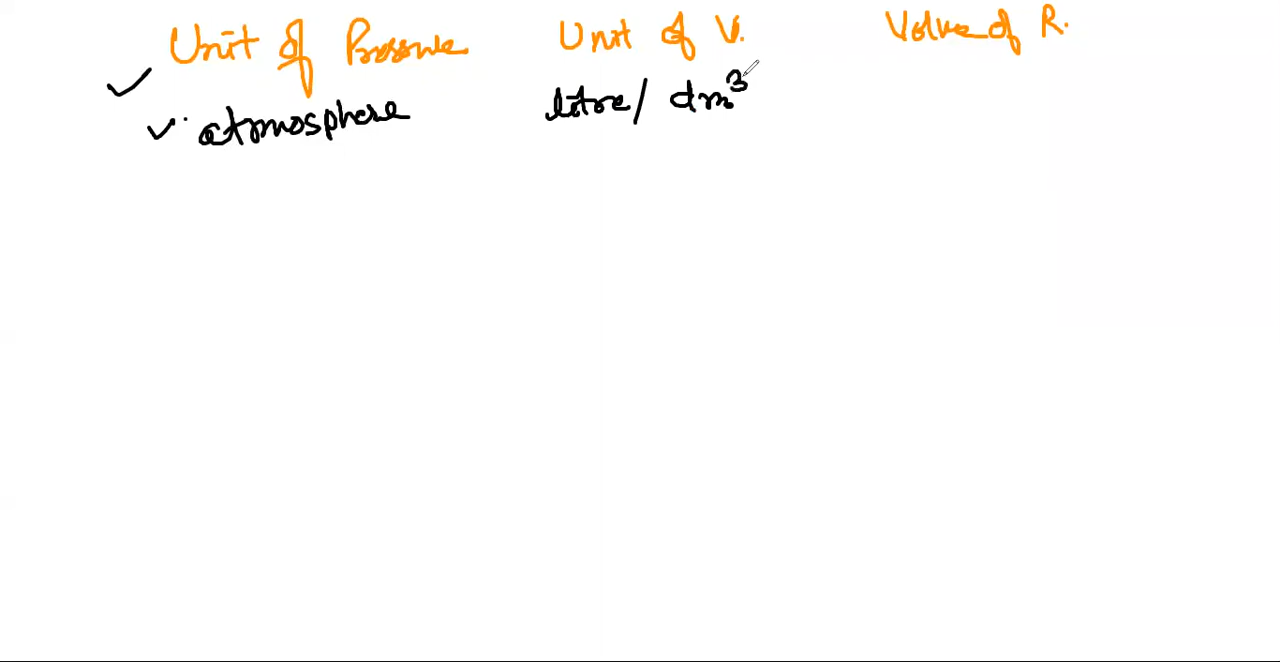 Unit of Pressure Unit of V. Value of R.
atmosphere litre / dm³